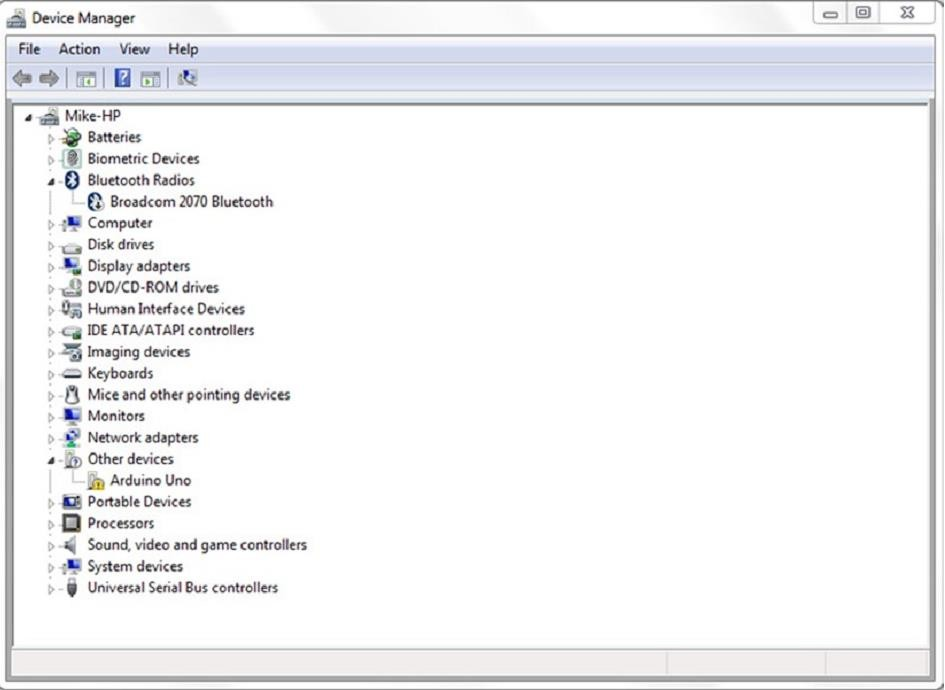 Device Manager
File Action View Help
Mike-HP
Batteries
Biometric Devices
Bluetooth Radios
Broadcom 2070 Bluetooth
Computer
Disk drives
Display adapters
DVD/CD-ROM drives
Human Interface Devices
IDE ATA/ATAPI controllers
Imaging devices
Keyboards
Mice and other pointing devices
Monitors
Network adapters
Other devices
Arduino Uno
Portable Devices
Processors
Sound, video and game controllers
System devices
Universal Serial Bus controllers